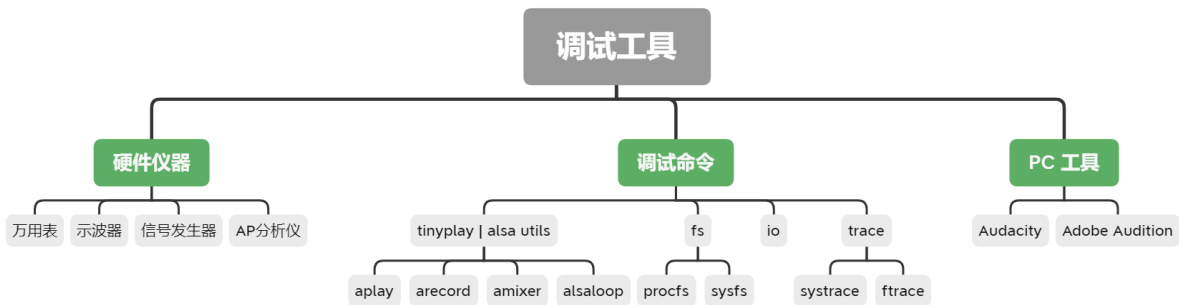 调试工具
硬件仪器
调试命令
PC 工具
万用表
示波器
信号发生器
AP分析仪
tinyplay | alsa utils
fs
io
trace
Audacity
Adobe Audition
aplay
arecord
amixer
alsaloop
procfs
sysfs
systrace
ftrace